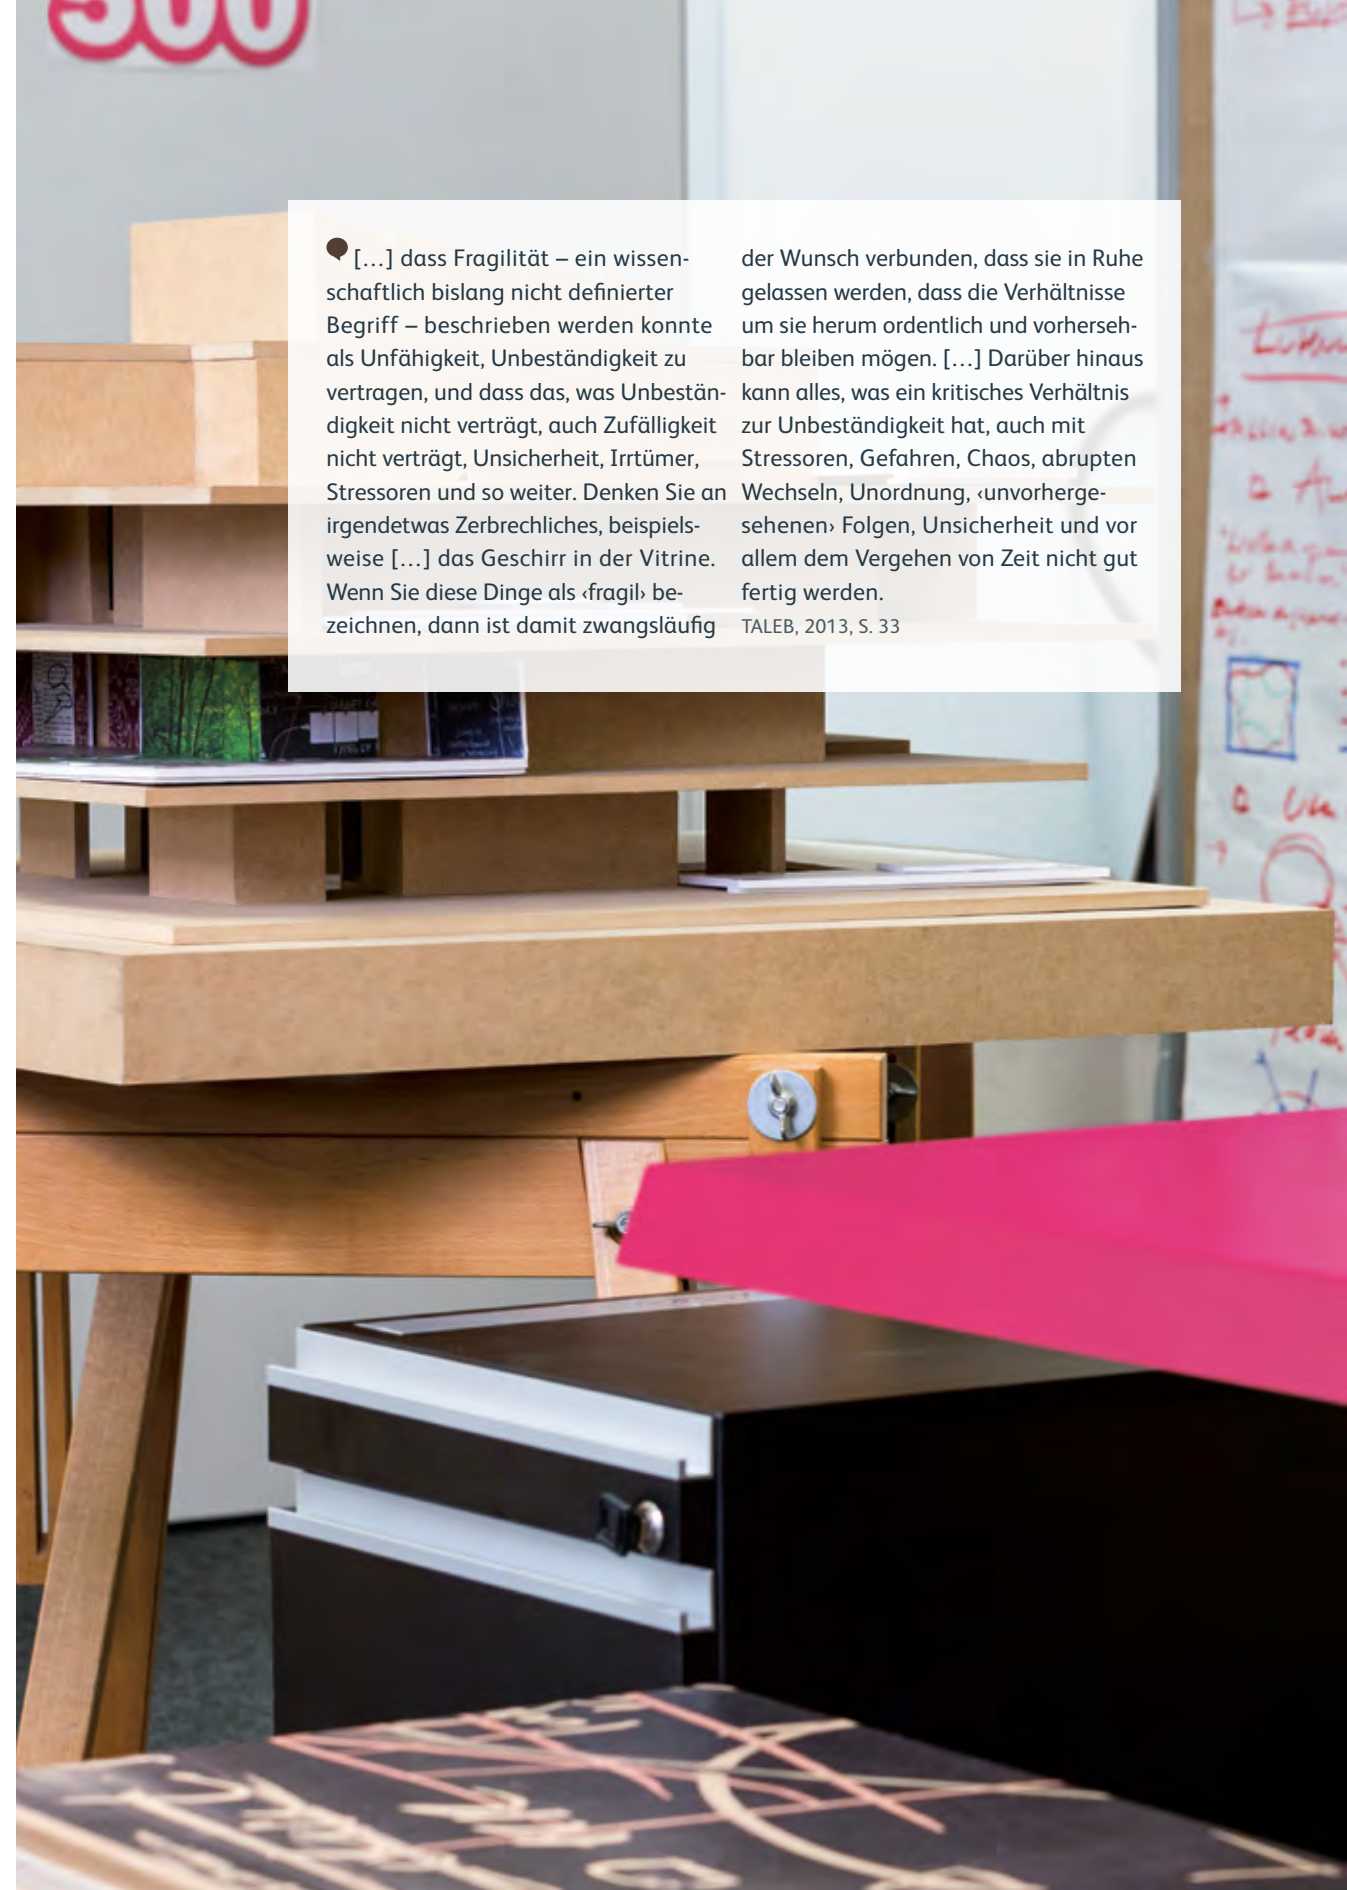 500
[…] dass Fragilität – ein wissen-
schaftlich bislang nicht definierter
Begriff – beschrieben werden konnte
als Unfähigkeit, Unbeständigkeit zu
vertragen, und dass das, was Unbestän-
digkeit nicht verträgt, auch Zufälligkeit
nicht verträgt, Unsicherheit, Irrtümer,
Stressoren und so weiter. Denken Sie an
irgendetwas Zerbrechliches, beispiels-
weise […] das Geschirr in der Vitrine.
Wenn Sie diese Dinge als ‹fragil› be-
zeichnen, dann ist damit zwangsläufig
der Wunsch verbunden, dass sie in Ruhe
gelassen werden, dass die Verhältnisse
um sie herum ordentlich und vorherseh-
bar bleiben mögen. […] Darüber hinaus
kann alles, was ein kritisches Verhältnis
zur Unbeständigkeit hat, auch mit
Stressoren, Gefahren, Chaos, abrupten
Wechseln, Unordnung, ‹unvorherge-
sehenen› Folgen, Unsicherheit und vor
allem dem Vergehen von Zeit nicht gut
fertig werden.
TALEB, 2013, S. 33